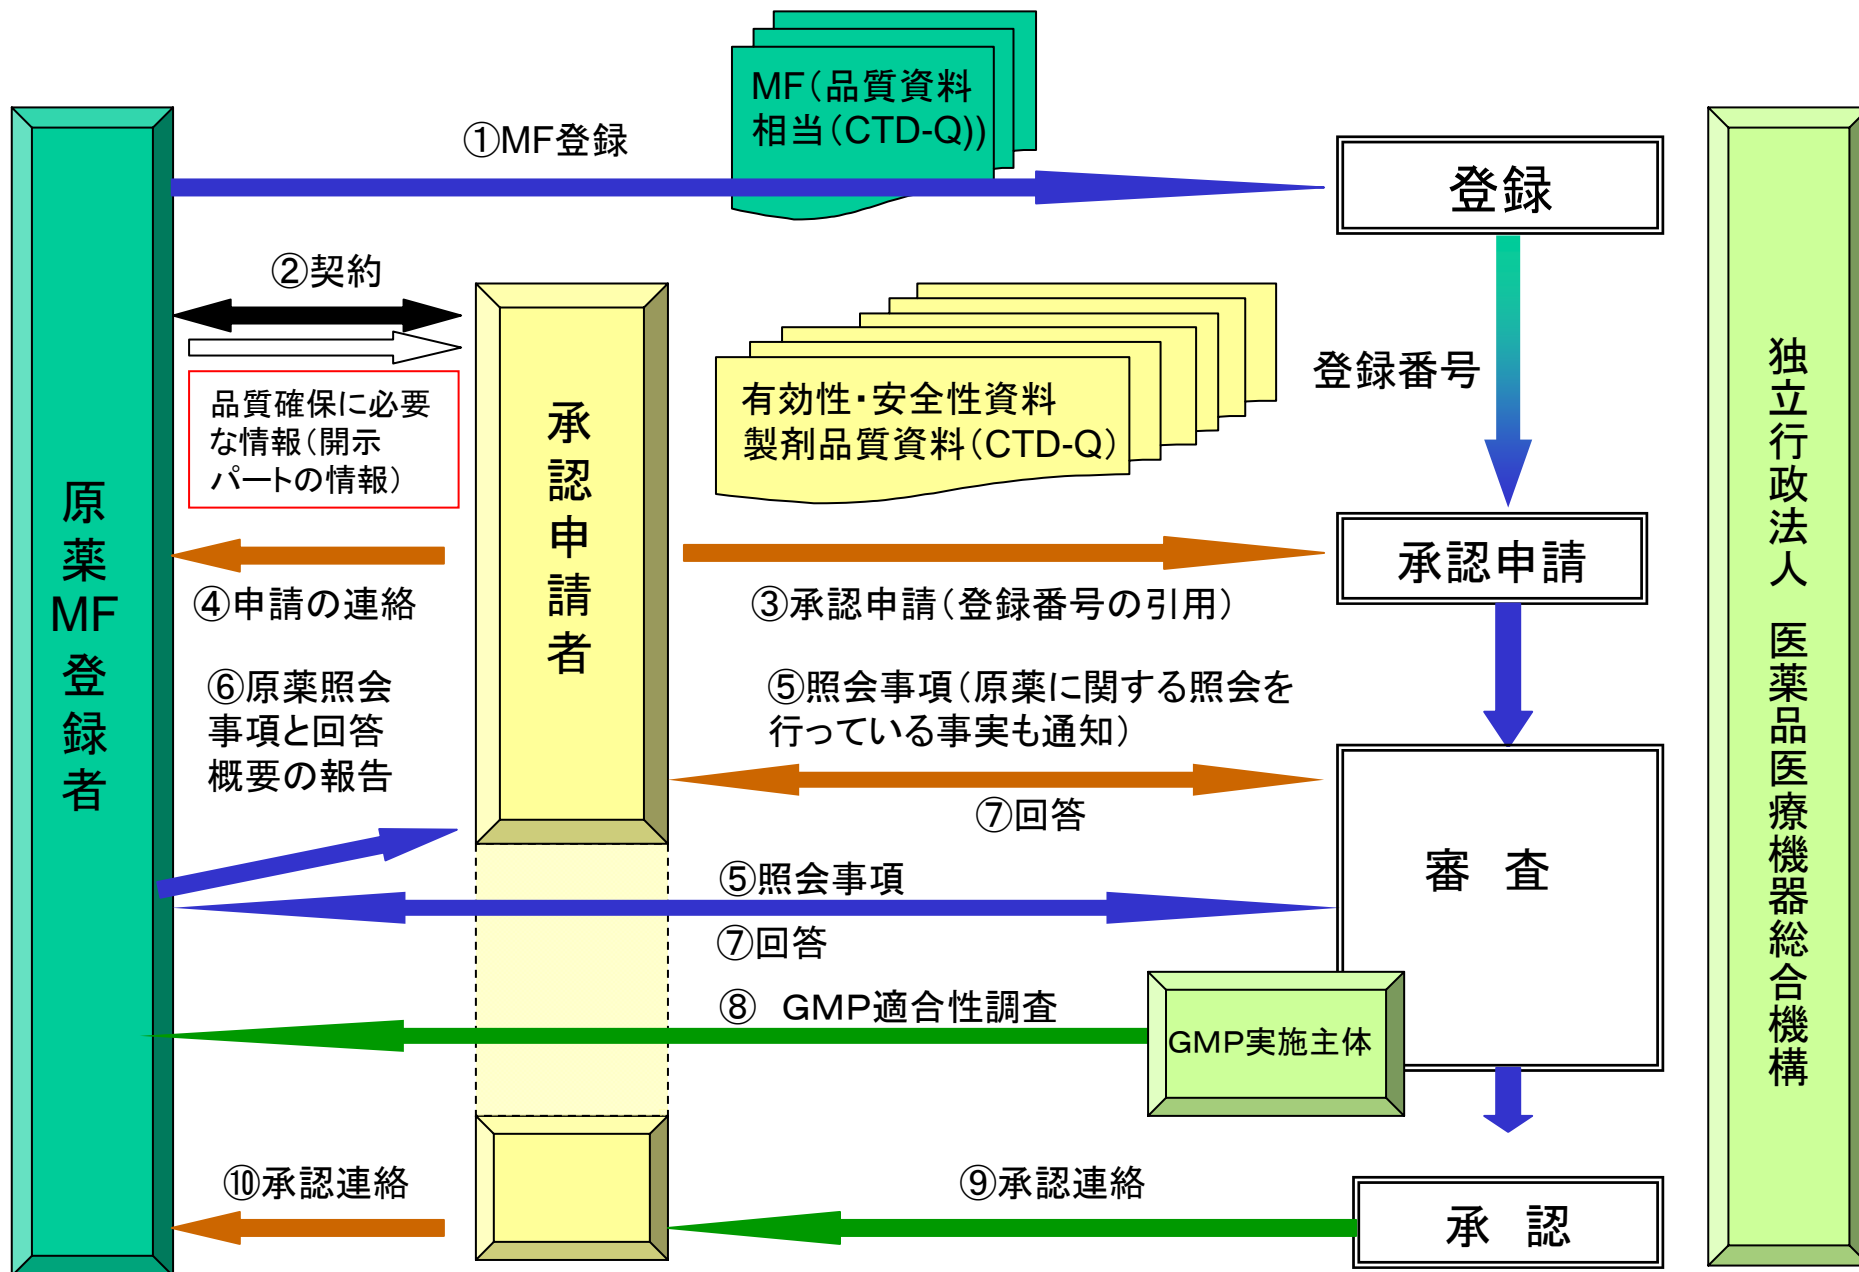 MF(品質資料
相当(CTD-Q))
①MF登録
登録
②契約
品質確保に必要
な情報(開示
パートの情報)
承認申請者
有効性・安全性資料
製剤品質資料(CTD-Q)
登録番号
原薬MF登録者
独立行政法人 医薬品医療機器総合機構
④申請の連絡
③承認申請(登録番号の引用)
承認申請
⑥原薬照会
事項と回答
概要の報告
⑤照会事項(原薬に関する照会を
行っている事実も通知)
⑦回答
審 査
⑤照会事項
⑦回答
⑧ GMP適合性調査
GMP実施主体
⑩承認連絡
⑨承認連絡
承 認